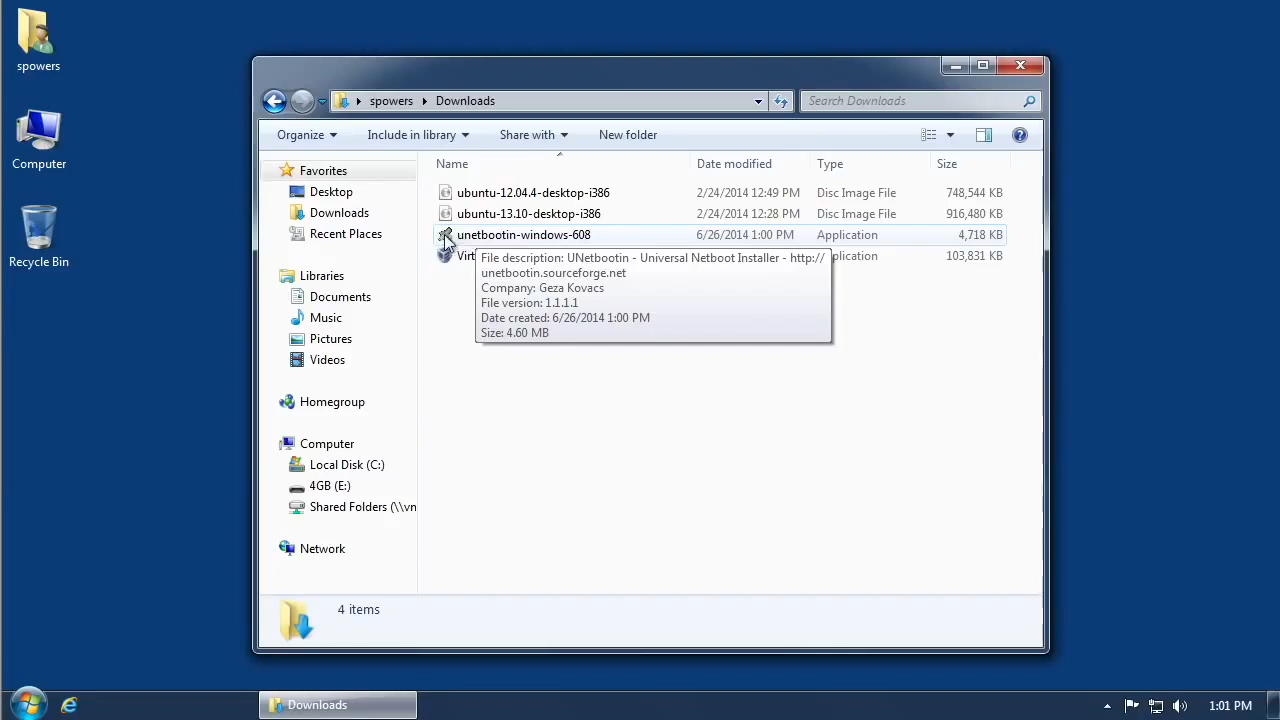 spowers
Computer
Recycle Bin
spowers Downloads
Search Downloads
Organize Include in library Share with New folder
Name Date modified Type Size
ubuntu-12.04.4-desktop-i386 2/24/2014 12:49 PM Disc Image File 748,544 KB
ubuntu-13.10-desktop-i386 2/24/2014 12:28 PM Disc Image File 916,480 KB
unetbootin-windows-608 6/26/2014 1:00 PM Application 4,718 KB
Virt plication 103,831 KB
File description: UNetbootin - Universal Netboot Installer - http://
unetbootin.sourceforge.net
Company: Geza Kovacs
File version: 1.1.1.1
Date created: 6/26/2014 1:00 PM
Size: 4.60 MB
Favorites
Desktop
Downloads
Recent Places
Libraries
Documents
Music
Pictures
Videos
Homegroup
Computer
Local Disk (C:)
4GB (E:)
Shared Folders (\\vn
Network
4 items
Downloads
1:01 PM